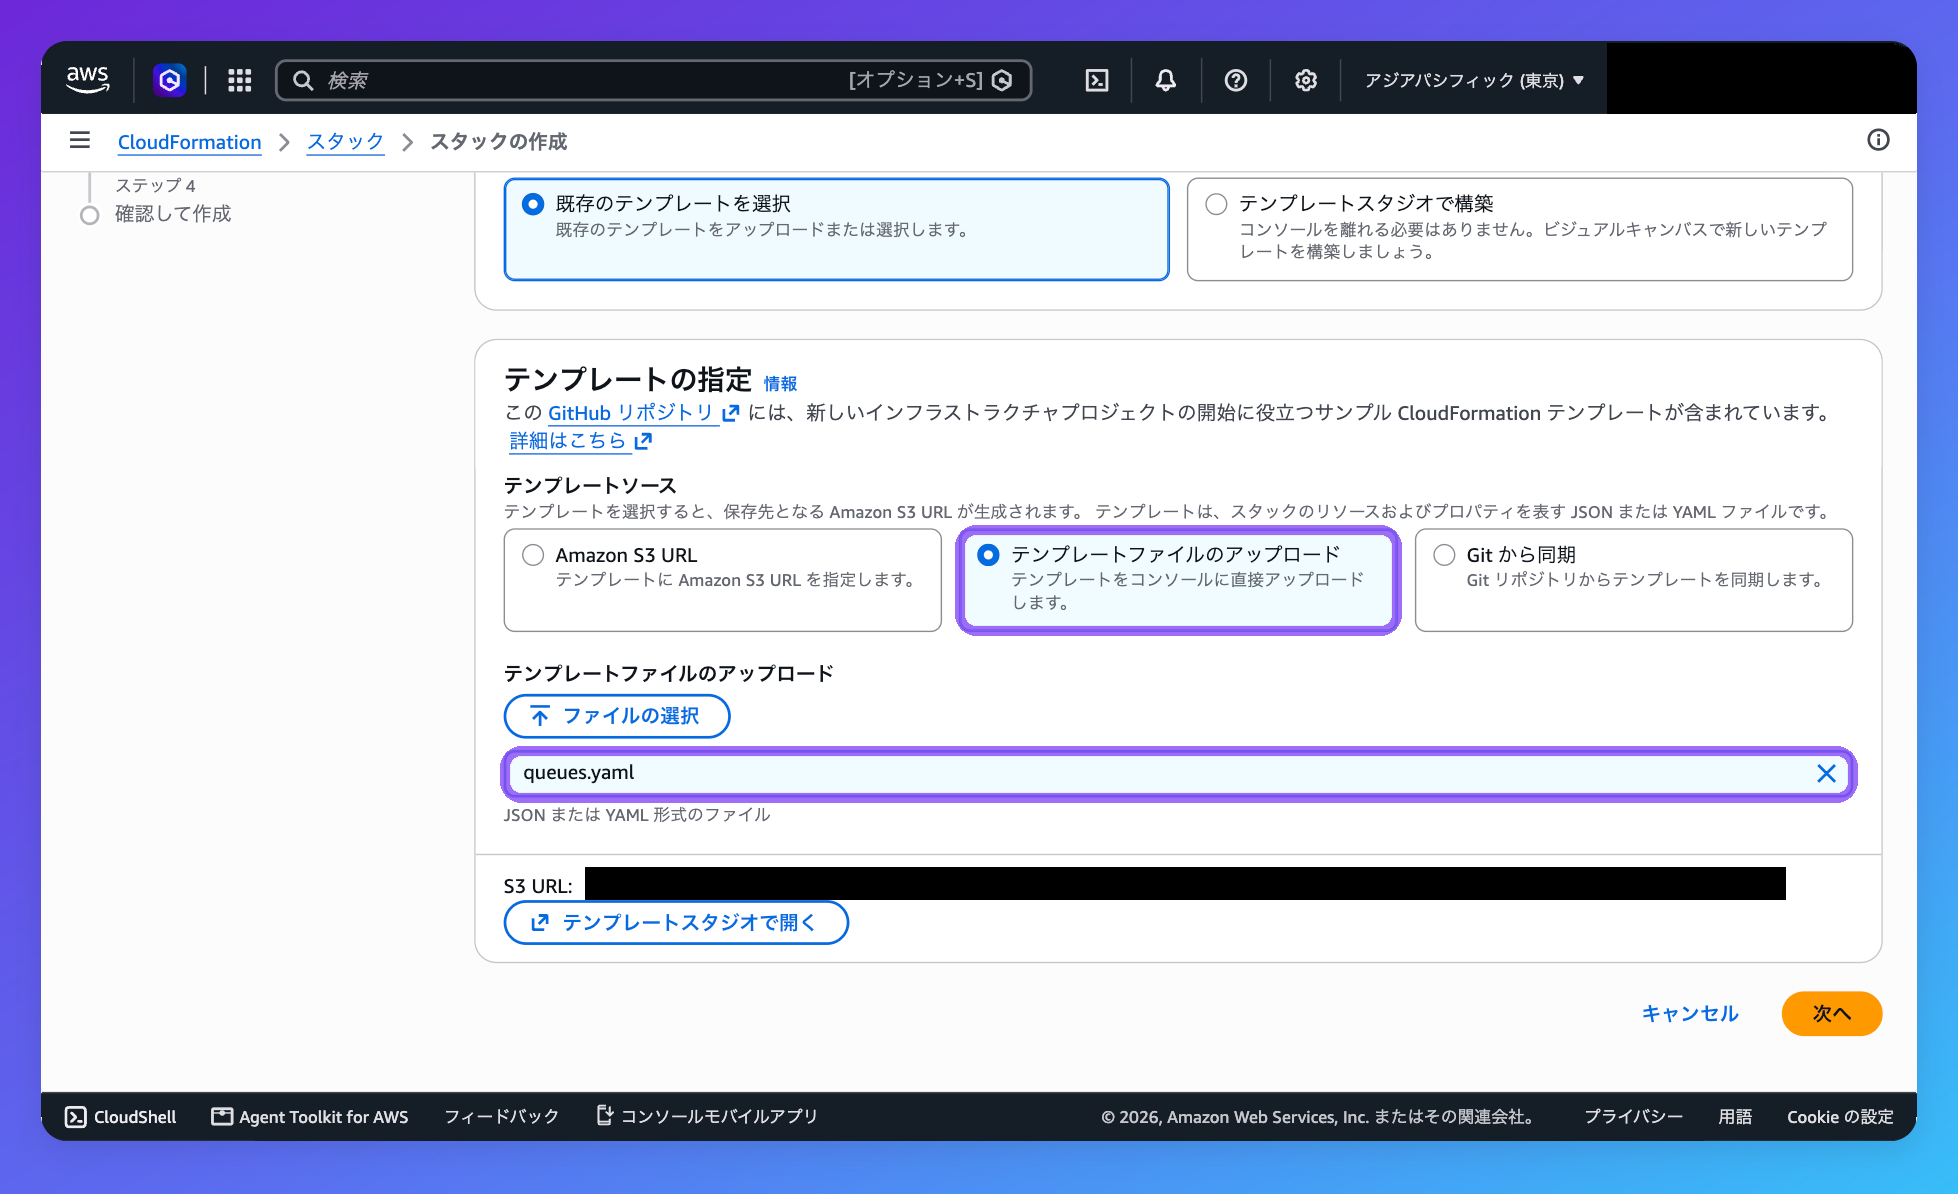 aws
検索
[オプション+S]
アジアパシフィック (東京) ▼
CloudFormation
スタック
スタックの作成
ステップ 4
確認して作成
既存のテンプレートを選択
既存のテンプレートをアップロードまたは選択します。
テンプレートスタジオで構築
コンソールを離れる必要はありません。ビジュアルキャンバスで新しいテンプ
レートを構築しましょう。
テンプレートの指定 情報
この GitHub リポジトリ には、新しいインフラストラクチャプロジェクトの開始に役立つサンプル CloudFormation テンプレートが含まれています。
詳細はこちら
テンプレートソース
テンプレートを選択すると、保存先となる Amazon S3 URL が生成されます。 テンプレートは、スタックのリソースおよびプロパティを表す JSON または YAML ファイルです。
Amazon S3 URL
テンプレートに Amazon S3 URL を指定します。
テンプレートファイルのアップロード
テンプレートをコンソールに直接アップロード
します。
Git から同期
Git リポジトリからテンプレートを同期します。
テンプレートファイルのアップロード
ファイルの選択
queues.yaml
JSON または YAML 形式のファイル
S3 URL:
テンプレートスタジオで開く
キャンセル
次へ
CloudShell
Agent Toolkit for AWS
フィードバック
コンソールモバイルアプリ
© 2026, Amazon Web Services, Inc. またはその関連会社。
プライバシー
用語
Cookie の設定